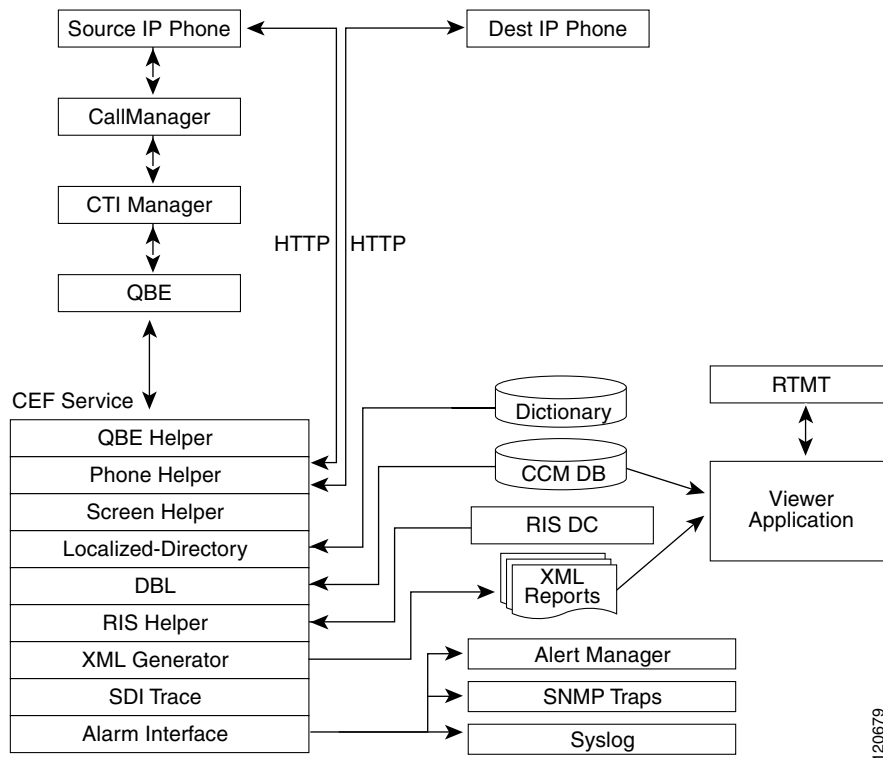 Source IP Phone
Dest IP Phone
CallManager
CTI Manager
HTTP
HTTP
QBE
CEF Service
QBE Helper
Phone Helper
Screen Helper
Localized-Directory
DBL
RIS Helper
XML Generator
SDI Trace
Alarm Interface
Dictionary
CCM DB
RIS DC
XML
Reports
Alert Manager
SNMP Traps
Syslog
RTMT
Viewer
Application
120679